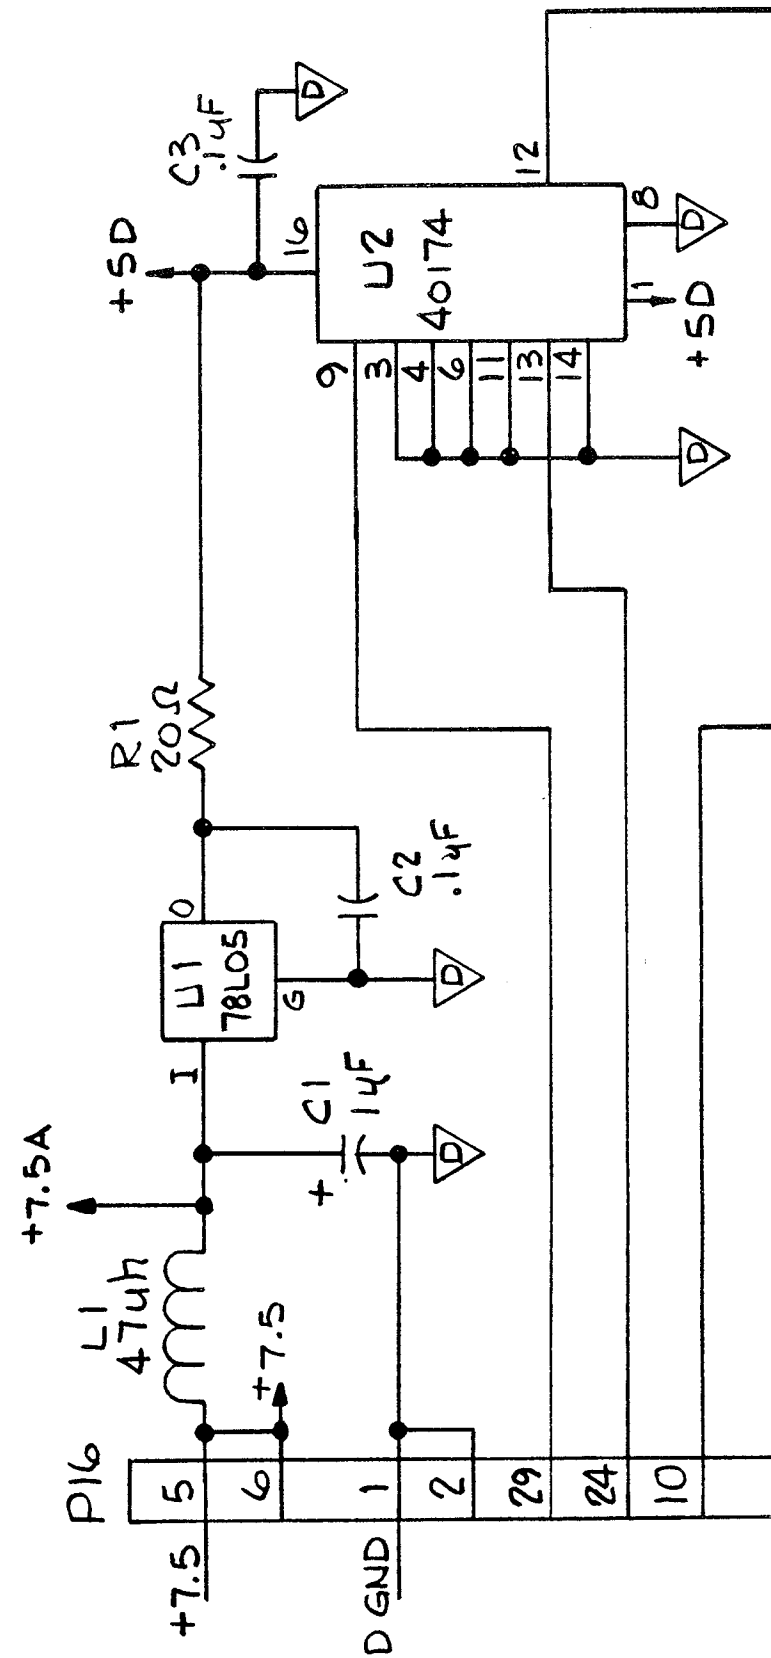 P16
+7.5
5
6
D GND
1
2
29
24
10
L1
47uh
+7.5
+7.5A
+
C1
1µF
D
I
U1
78L05
G
O
D
C2
.1µF
R1
20Ω
+5D
C3
.1µF
D
16
U2
40174
9
3
4
6
11
13
14
D
1
+5D
8
D
12